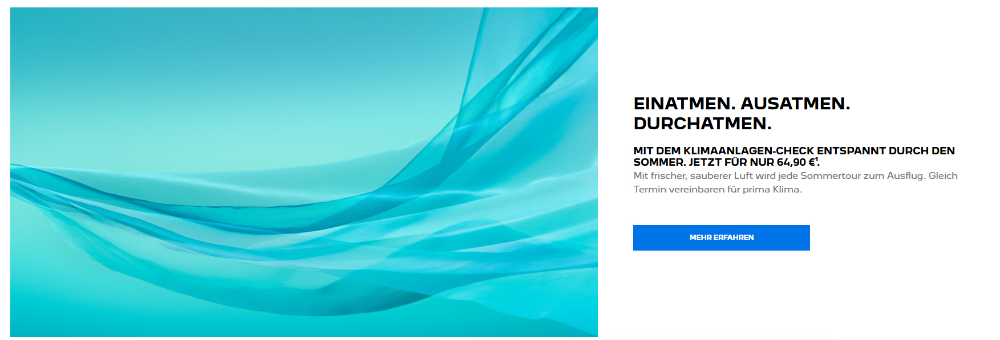 EINATMEN. AUSATMEN.
DURCHATMEN.
MIT DEM KLIMAANLAGEN-CHECK ENTSPANNT DURCH DEN
SOMMER. JETZT FÜR NUR 64,90 €¹.
Mit frischer, sauberer Luft wird jede Sommertour zum Ausflug. Gleich
Termin vereinbaren für prima Klima.
MEHR ERFAHREN